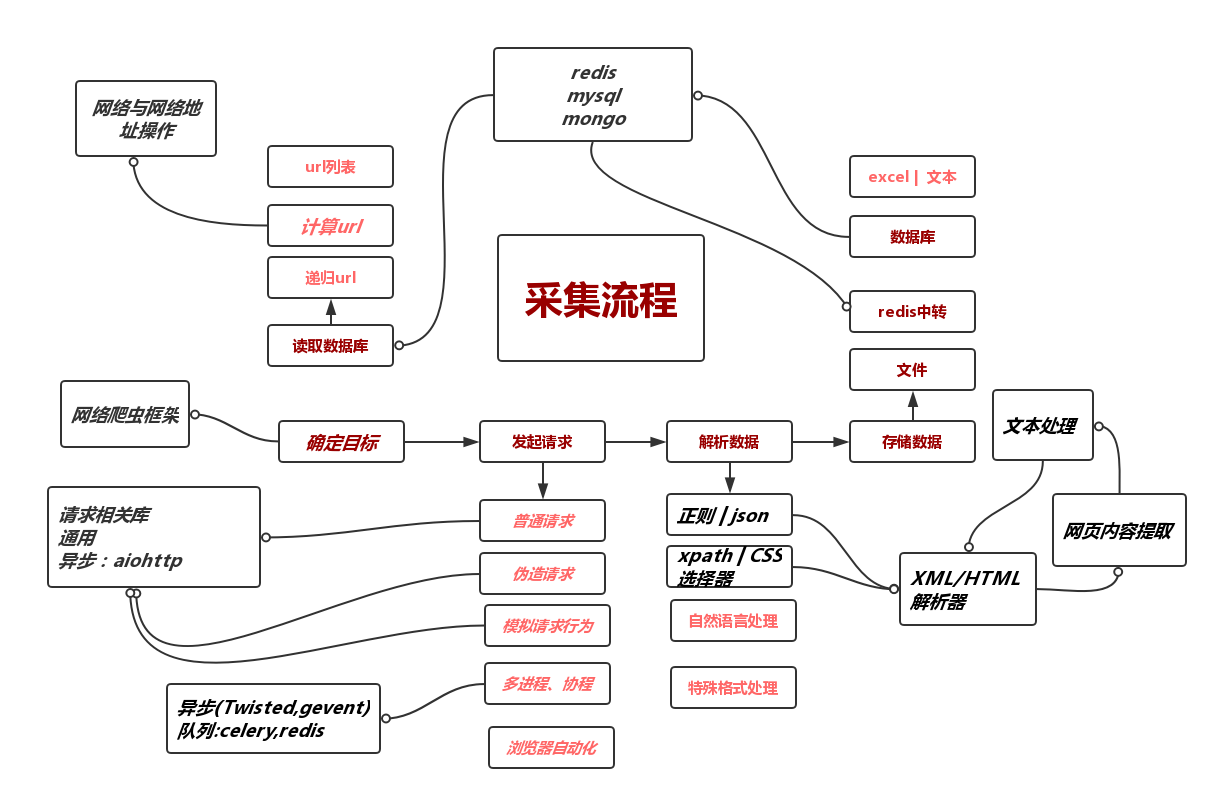 redis
mysql
mongo
网络与网络地
址操作
url列表
excel | 文本
计算url
数据库
递归url
采集流程
redis中转
读取数据库
文件
网络爬虫框架
确定目标
发起请求
解析数据
存储数据
文本处理
请求相关库
通用
异步：aiohttp
普通请求
正则 | json
网页内容提取
伪造请求
xpath | CSS
选择器
XML/HTML
解析器
模拟请求行为
自然语言处理
多进程、协程
特殊格式处理
异步(Twisted,gevent)
队列:celery,redis
浏览器自动化